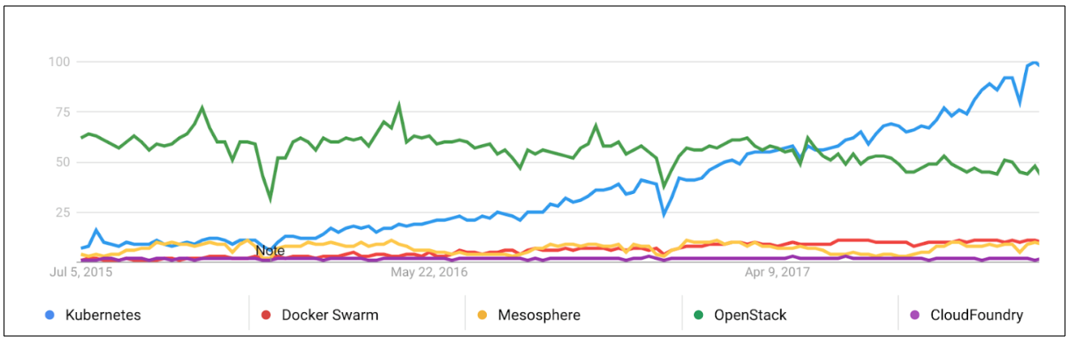 100
75
50
25
Note
Jul 5, 2015 May 22, 2016 Apr 9, 2017
Kubernetes Docker Swarm Mesosphere OpenStack CloudFoundry